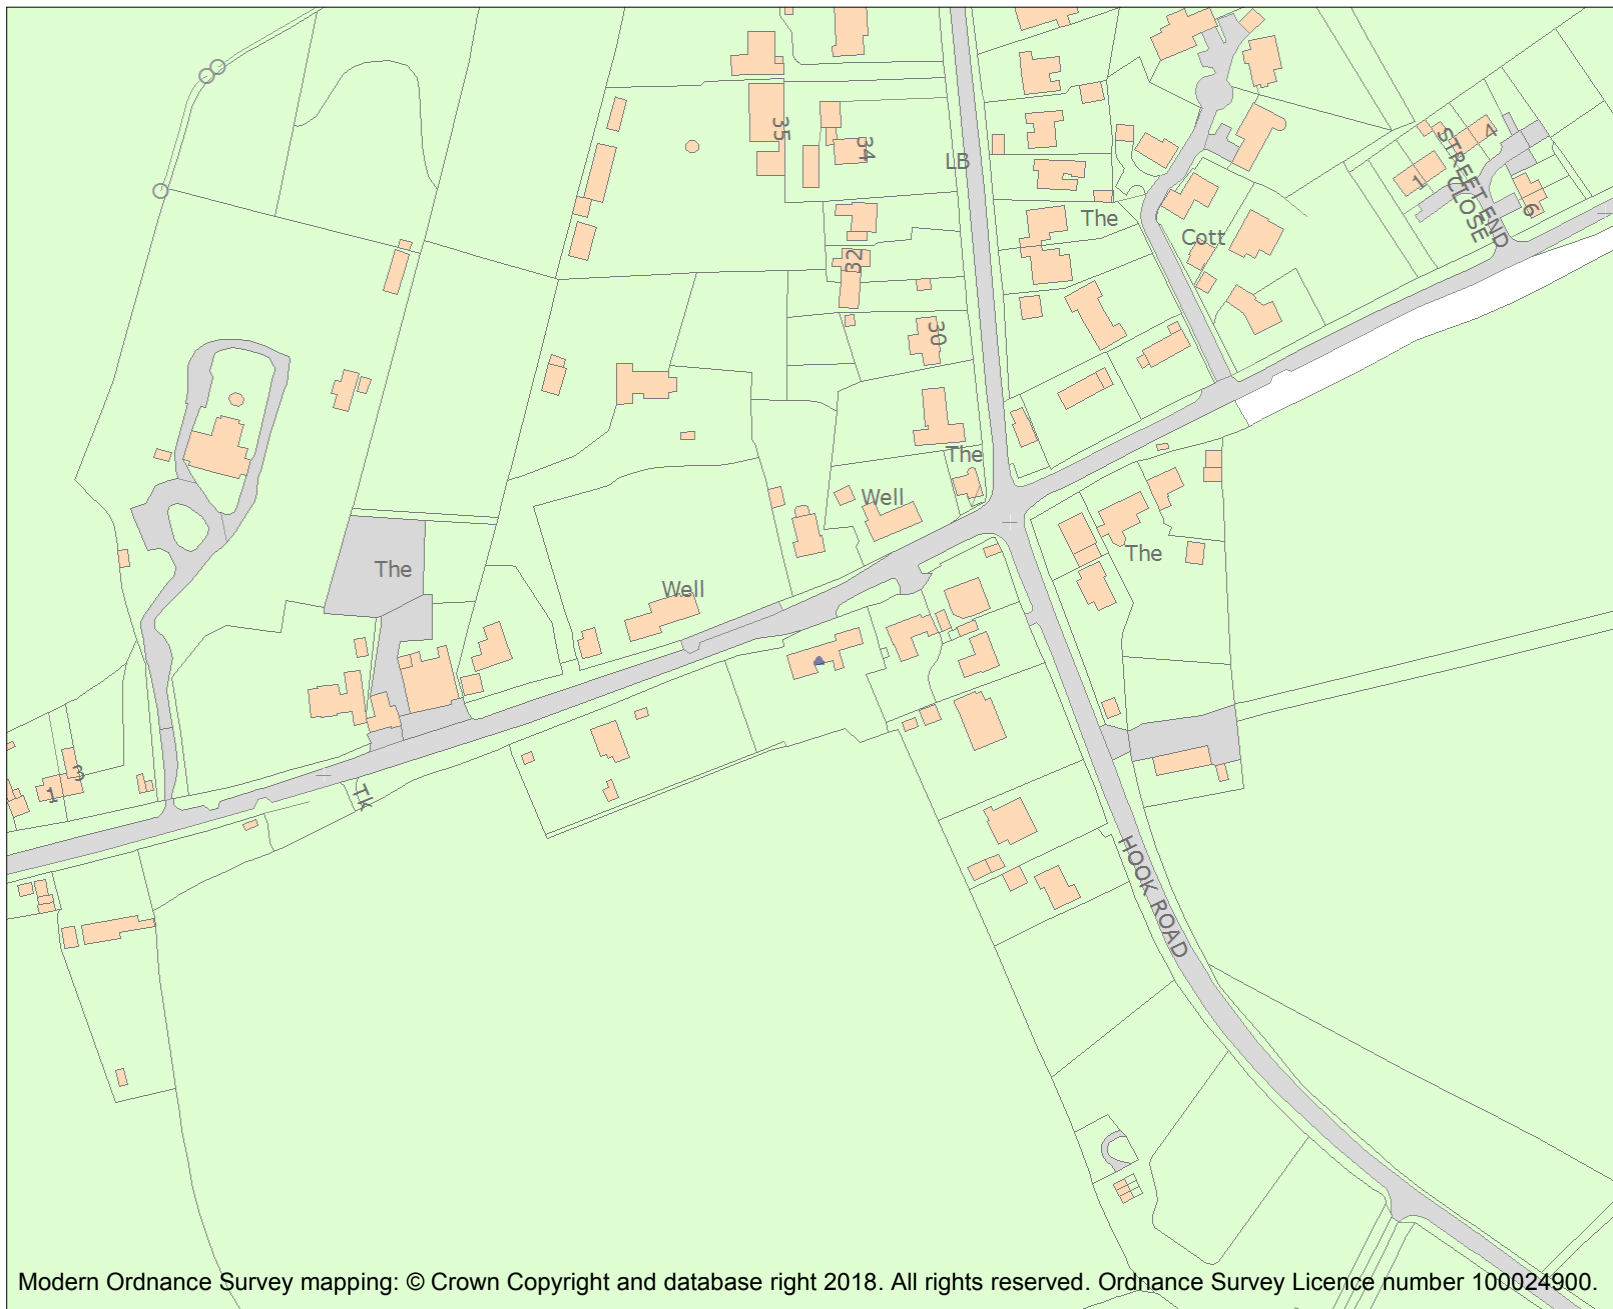 35
34
LB
4
1
STREET END
CLOSE
6
The
Cott
32
30
The
Well
The
The
Well
3
1
Tk
HOOK ROAD
Modern Ordnance Survey mapping: © Crown Copyright and database right 2018. All rights reserved. Ordnance Survey Licence number 100024900.